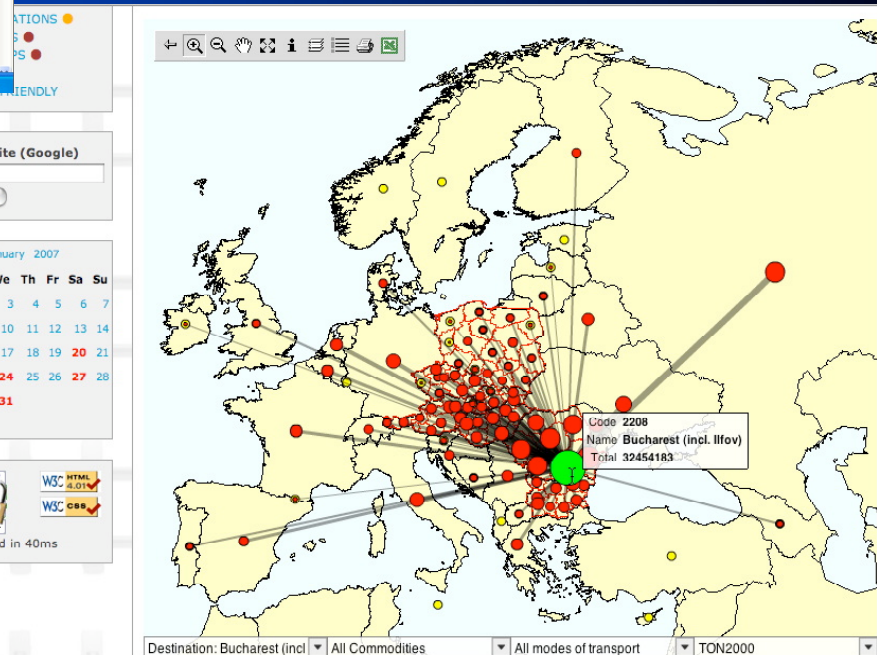 ATIONS
S
PS
FRIENDLY
ite (Google)
nuary 2007
We Th Fr Sa Su
3 4 5 6 7
10 11 12 13 14
17 18 19 20 21
24 25 26 27 28
31
W3C HTML 4.01
W3C css
d in 40ms
i
Code 2208
Name Bucharest (incl. Ilfov)
Total 32454183
Destination: Bucharest (incl
All Commodities
All modes of transport
TON2000